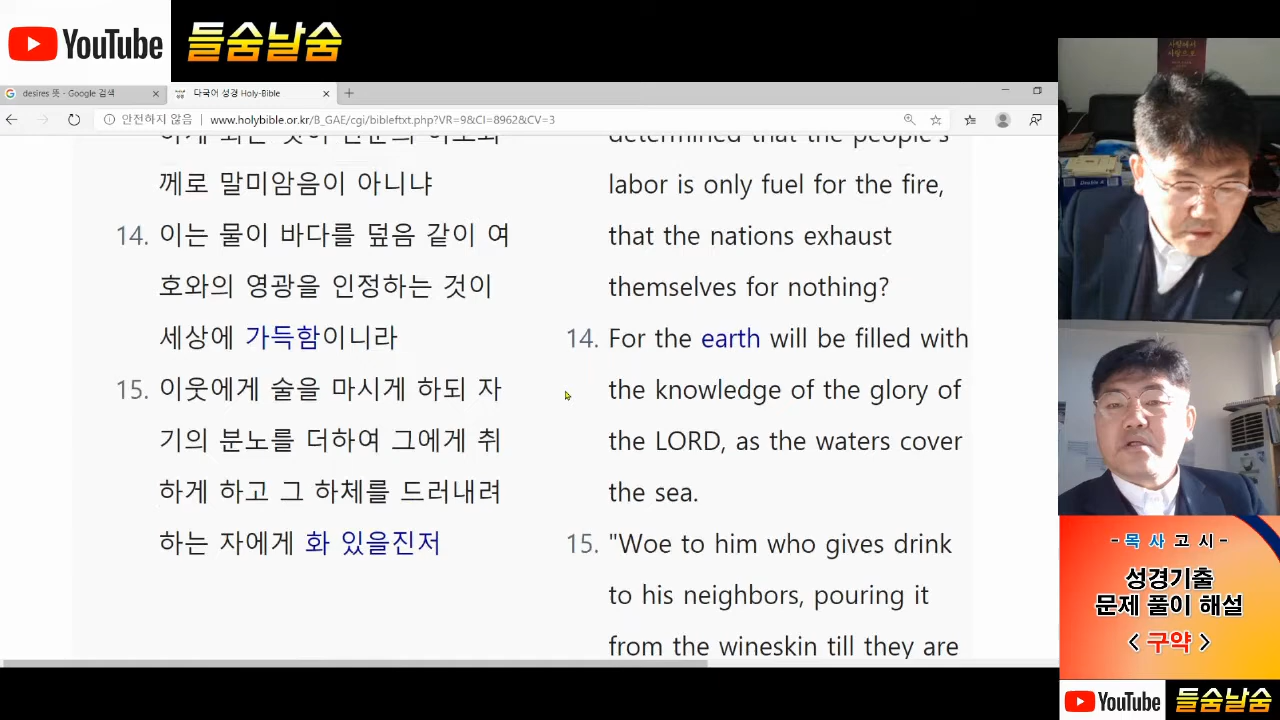 YouTube 들숨날숨
desires 뜻 - Google 검색
다국어 성경 Holy-Bible
안전하지 않음 | www.holybible.or.kr/B_GAE/cgi/bibleftxt.php?VR=9&CI=8962&CV=3
께로 말미암음이 아니냐
14. 이는 물이 바다를 덮음 같이 여
호와의 영광을 인정하는 것이
세상에 가득함이니라
15. 이웃에게 술을 마시게 하되 자
기의 분노를 더하여 그에게 취
하게 하고 그 하체를 드러내려
하는 자에게 화 있을진저
determined that the people's
labor is only fuel for the fire,
that the nations exhaust
themselves for nothing?
14. For the earth will be filled with
the knowledge of the glory of
the LORD, as the waters cover
the sea.
15. "Woe to him who gives drink
to his neighbors, pouring it
from the wineskin till they are
Double A
- 목 사 고 시 -
성경기출
문제 풀이 해설
< 구약 >
YouTube 들숨날숨